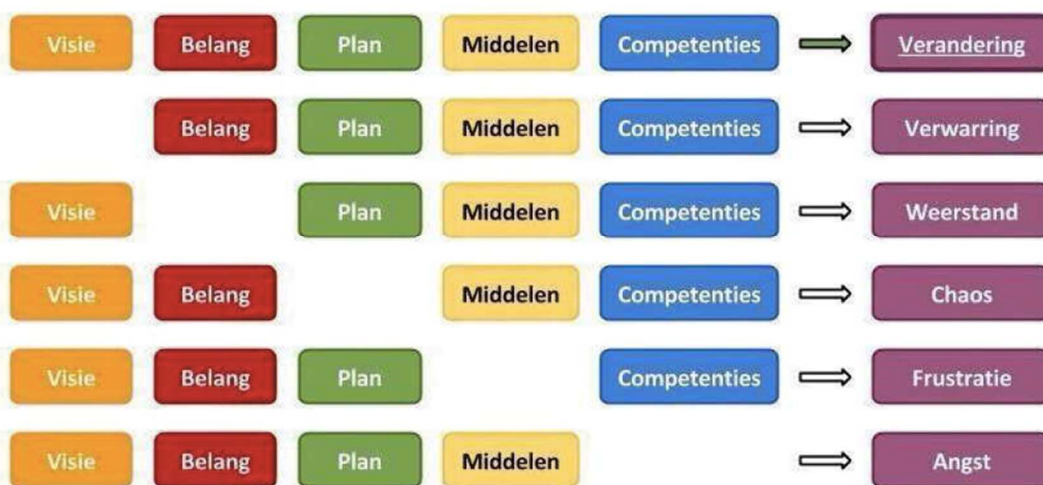 Visie Belang Plan Middelen Competenties Verandering
Belang Plan Middelen Competenties Verwarring
Visie Plan Middelen Competenties Weerstand
Visie Belang Middelen Competenties Chaos
Visie Belang Plan Competenties Frustratie
Visie Belang Plan Middelen Angst